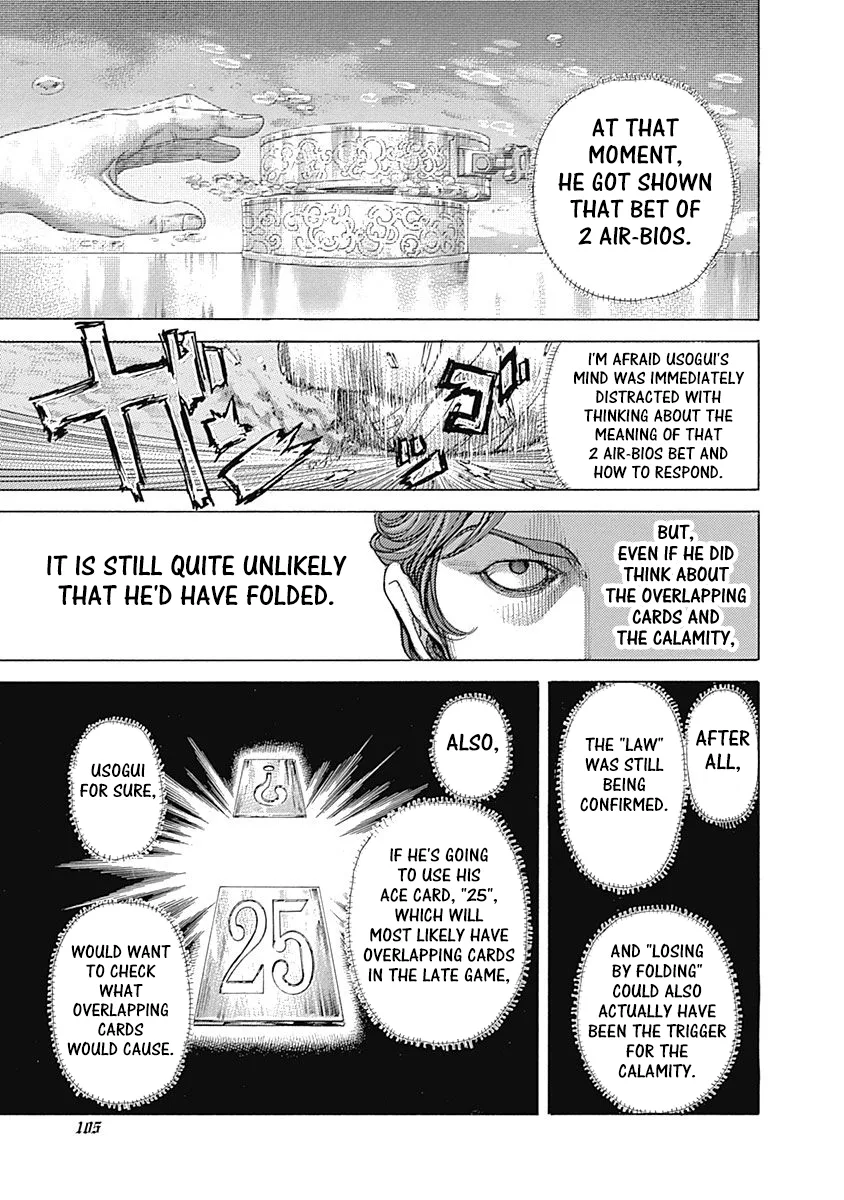 AT THAT
MOMENT,
HE GOT SHOWN
THAT BET OF
2 AIR-BIOS.
I'M AFRAID USOGUI'S
MIND WAS IMMEDIATELY
DISTRACTED WITH
THINKING ABOUT THE
MEANING OF THAT
2 AIR-BIOS BET AND
HOW TO RESPOND.
BUT,
EVEN IF HE DID
THINK ABOUT
THE OVERLAPPING
CARDS AND
THE CALAMITY,
IT IS STILL QUITE UNLIKELY
THAT HE'D HAVE FOLDED.
AFTER
ALL,
THE "LAW"
WAS STILL
BEING
CONFIRMED.
AND "LOSING
BY FOLDING"
COULD ALSO
ACTUALLY HAVE
BEEN THE TRIGGER
FOR THE
CALAMITY.
ALSO,
IF HE'S GOING
TO USE HIS
ACE CARD, "25",
WHICH WILL
MOST LIKELY HAVE
OVERLAPPING CARDS
IN THE LATE GAME,
USOGUI
FOR SURE,
WOULD WANT
TO CHECK
WHAT
OVERLAPPING
CARDS
WOULD CAUSE.
25
105